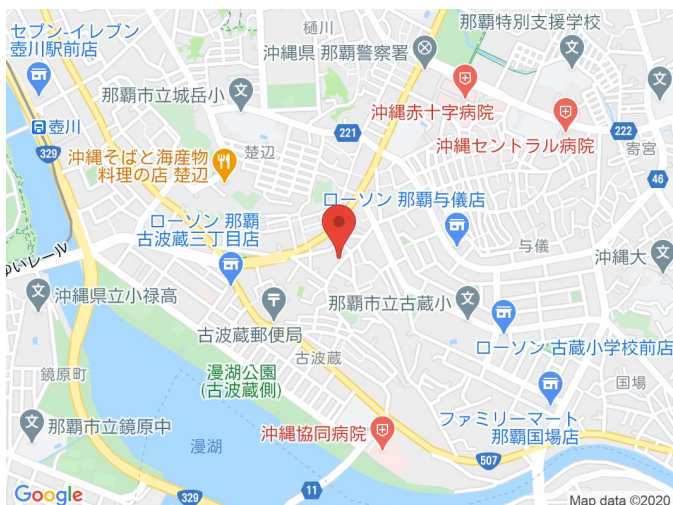 セブン-イレブン
壺川駅前店
樋川
那覇特別支援学校
沖縄県 那覇警察署
那覇市立城岳小
沖縄赤十字病院
壺川
221
沖縄セントラル病院
222
329
楚辺
寄宮
沖縄そばと海産物
料理の店 楚辺
46
ローソン 那覇与儀店
ローソン 那覇
古波蔵三丁目店
与儀
沖縄大
ゆいレール
沖縄県立小禄高
那覇市立古蔵小
古波蔵郵便局
ローソン 古蔵小学校前店
古波蔵
鏡原町
漫湖公園
(古波蔵側)
国場
ファミリーマート
那覇国場店
那覇市立鏡原中
沖縄協同病院
漫湖
507
Google
329
11
Map data ©2020